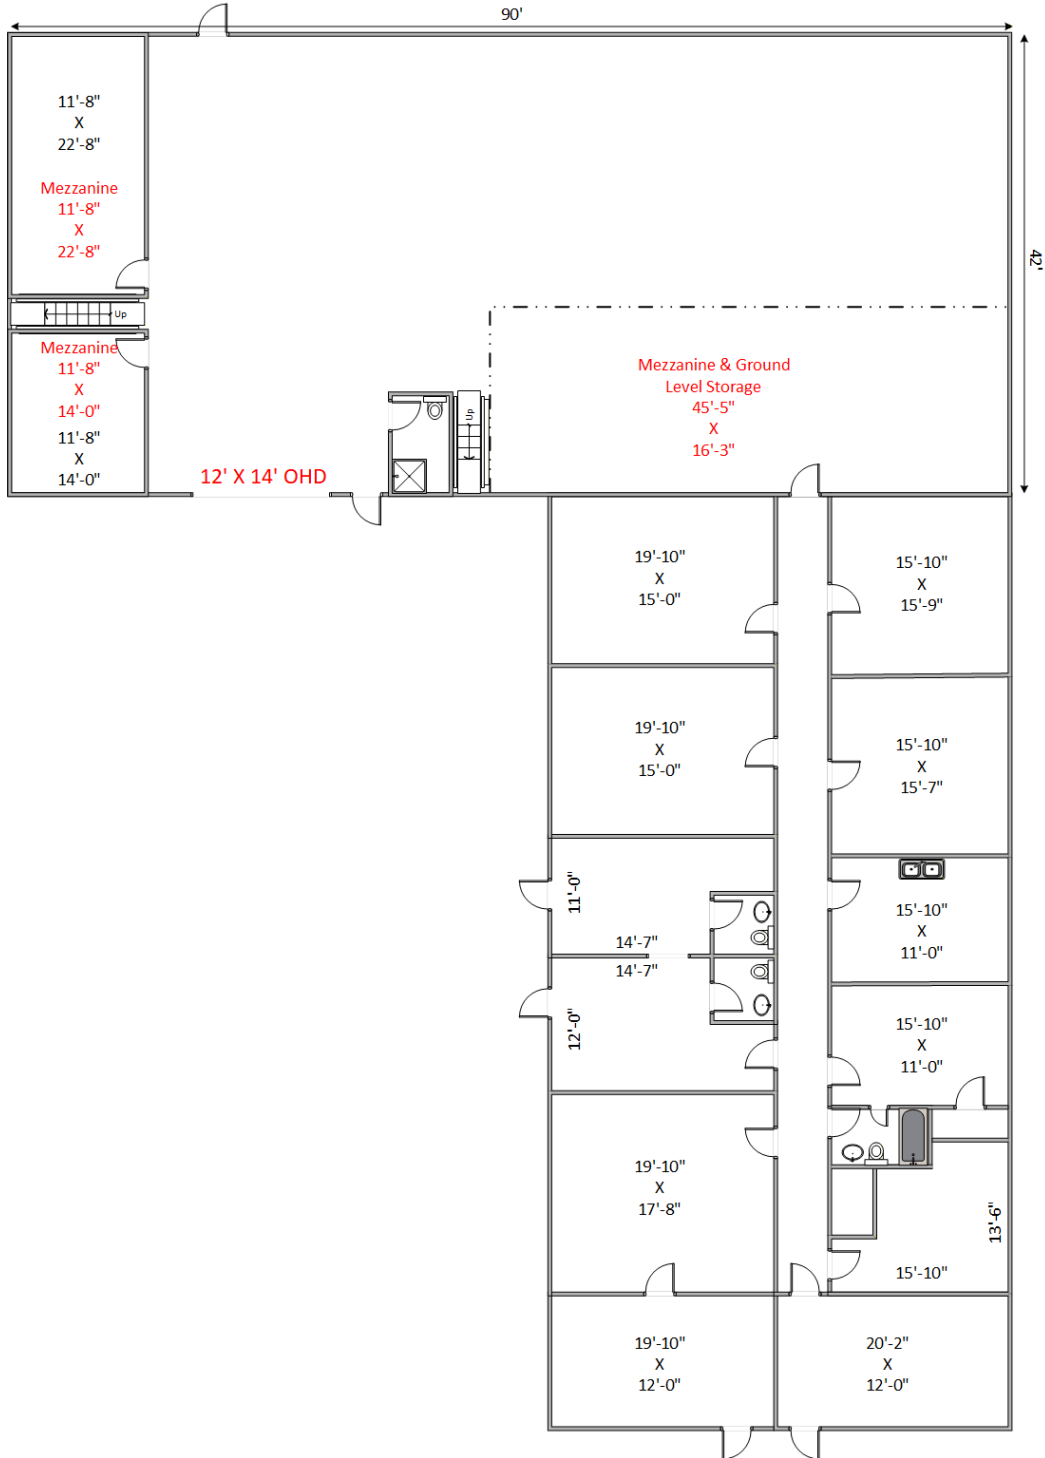 90'
42'
11'-8"
X
22'-8"
Mezzanine
11'-8"
X
22'-8"
Up
Mezzanine
11'-8"
X
14'-0"
11'-8"
X
14'-0"
12' X 14' OHD
Up
Mezzanine & Ground
Level Storage
45'-5"
X
16'-3"
19'-10"
X
15'-0"
15'-10"
X
15'-9"
19'-10"
X
15'-0"
15'-10"
X
15'-7"
11'-0"
14'-7"
14'-7"
12'-0"
15'-10"
X
11'-0"
15'-10"
X
11'-0"
19'-10"
X
17'-8"
13'-6"
15'-10"
19'-10"
X
12'-0"
20'-2"
X
12'-0"